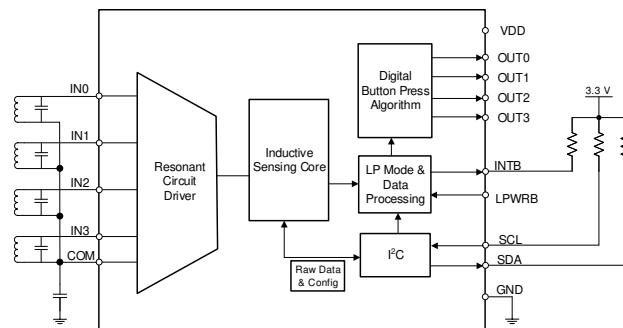 VDD
OUT0
OUT1
OUT2
OUT3
Digital
Button Press
Algorithm
3.3 V
IN0
IN1
IN2
IN3
COM
Resonant
Circuit
Driver
Inductive
Sensing Core
LP Mode &
Data
Processing
INTB
LPWRB
I²C
SCL
SDA
Raw Data
& Config
GND